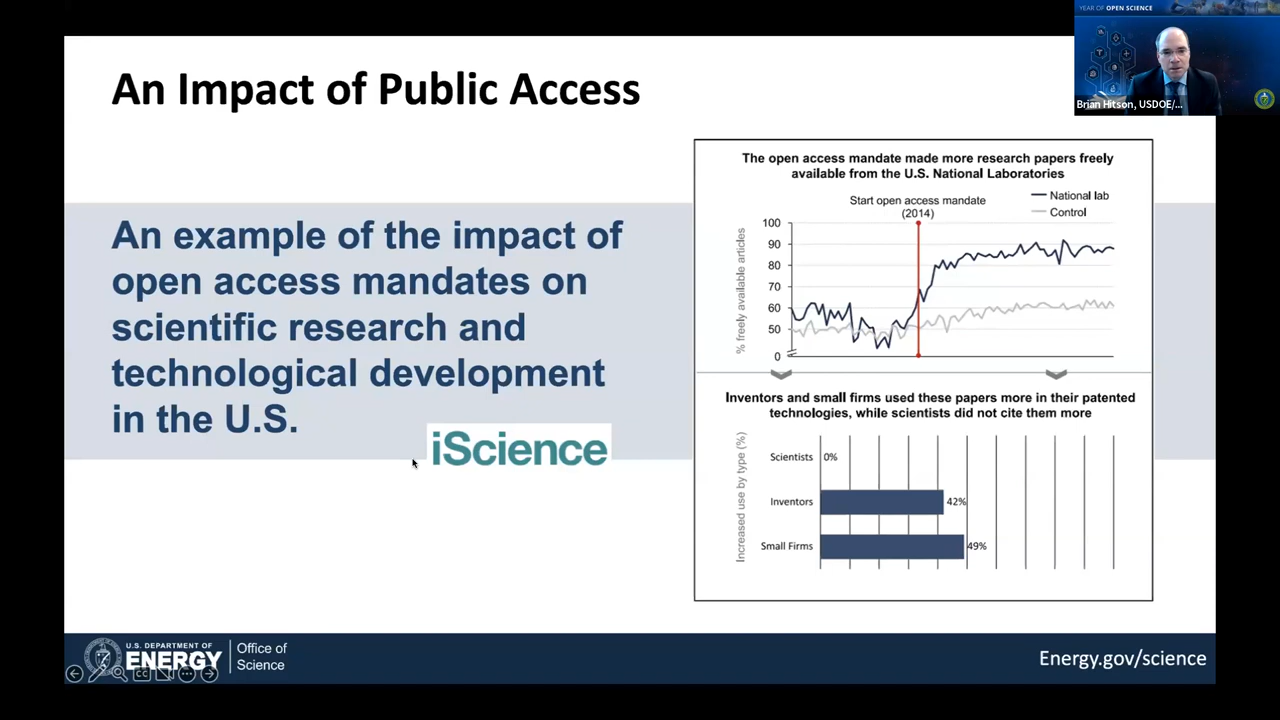 YEAR OF OPEN SCIENCE
Brian Hitson, USDOE/...
An Impact of Public Access
An example of the impact of
open access mandates on
scientific research and
technological development
in the U.S.
iScience
The open access mandate made more research papers freely
available from the U.S. National Laboratories
Start open access mandate
(2014)
National lab
Control
% freely available articles
100
90
80
70
60
50
0
Inventors and small firms used these papers more in their patented
technologies, while scientists did not cite them more
Increased use by type (%)
Scientists 0%
Inventors 42%
Small Firms 49%
U.S. DEPARTMENT OF
ENERGY
Office of
Science
Energy.gov/science
CC